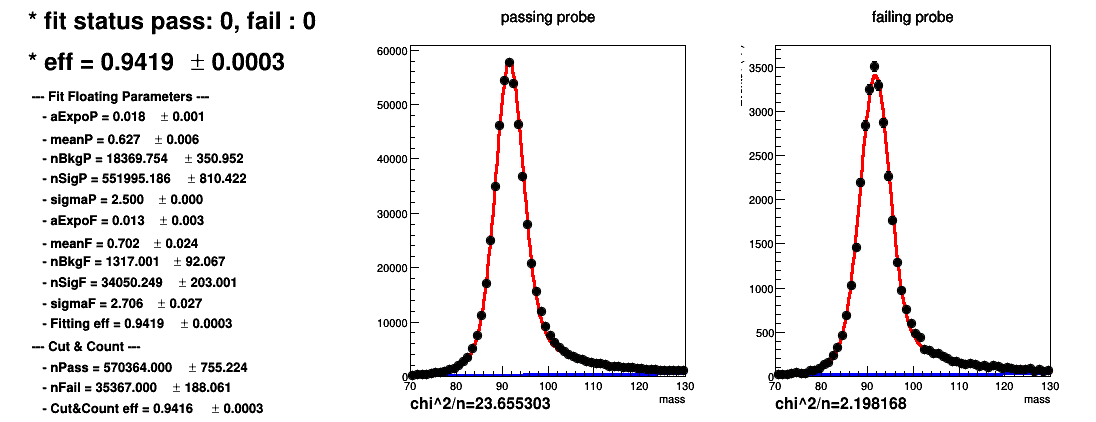 * fit status pass: 0, fail : 0
* eff = 0.9419 ± 0.0003
--- Fit Floating Parameters ---
- aExpoP = 0.018 ± 0.001
- meanP = 0.627 ± 0.006
- nBkgP = 18369.754 ± 350.952
- nSigP = 551995.186 ± 810.422
- sigmaP = 2.500 ± 0.000
- aExpoF = 0.013 ± 0.003
- meanF = 0.702 ± 0.024
- nBkgF = 1317.001 ± 92.067
- nSigF = 34050.249 ± 203.001
- sigmaF = 2.706 ± 0.027
- Fitting eff = 0.9419 ± 0.0003
--- Cut & Count ---
- nPass = 570364.000 ± 755.224
- nFail = 35367.000 ± 188.061
- Cut&Count eff = 0.9416 ± 0.0003
passing probe
60000
50000
40000
30000
20000
10000
0
70 80 90 100 110 120 130
mass
chi^2/n=23.655303
failing probe
3500
3000
2500
2000
1500
1000
500
0
70 80 90 100 110 120 130
mass
chi^2/n=2.198168